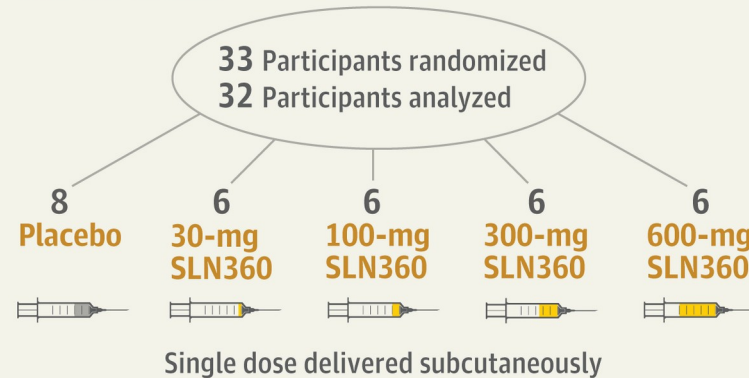 33 Participants randomized
32 Participants analyzed
8 6 6 6 6
Placebo 30-mg 100-mg 300-mg 600-mg
SLN360 SLN360 SLN360 SLN360
Single dose delivered subcutaneously